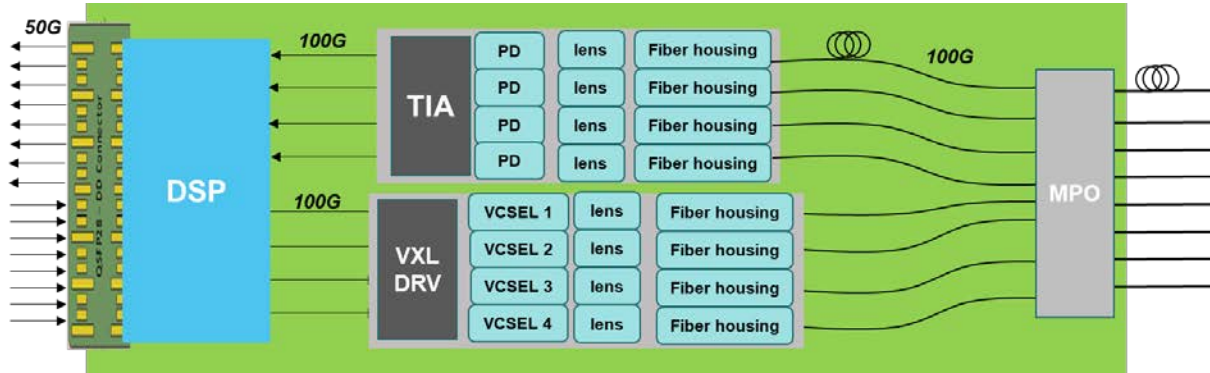 50G
QSFP28 - DD Connector
DSP
100G
TIA
PD lens Fiber housing
PD lens Fiber housing
PD lens Fiber housing
PD lens Fiber housing
100G
MPO
100G
VXL
DRV
VCSEL 1 lens Fiber housing
VCSEL 2 lens Fiber housing
VCSEL 3 lens Fiber housing
VCSEL 4 lens Fiber housing